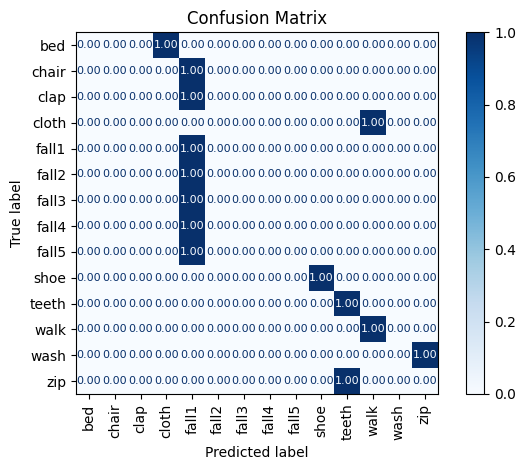 Confusion Matrix
bed 0.00 0.00 0.00 1.00 0.00 0.00 0.00 0.00 0.00 0.00 0.00 0.00 0.00 0.00
chair 0.00 0.00 0.00 0.00 1.00 0.00 0.00 0.00 0.00 0.00 0.00 0.00 0.00 0.00
clap 0.00 0.00 0.00 0.00 1.00 0.00 0.00 0.00 0.00 0.00 0.00 0.00 0.00 0.00
cloth 0.00 0.00 0.00 0.00 0.00 0.00 0.00 0.00 0.00 0.00 0.00 1.00 0.00 0.00
fall1 0.00 0.00 0.00 0.00 1.00 0.00 0.00 0.00 0.00 0.00 0.00 0.00 0.00 0.00
fall2 0.00 0.00 0.00 0.00 1.00 0.00 0.00 0.00 0.00 0.00 0.00 0.00 0.00 0.00
fall3 0.00 0.00 0.00 0.00 1.00 0.00 0.00 0.00 0.00 0.00 0.00 0.00 0.00 0.00
fall4 0.00 0.00 0.00 0.00 1.00 0.00 0.00 0.00 0.00 0.00 0.00 0.00 0.00 0.00
fall5 0.00 0.00 0.00 0.00 1.00 0.00 0.00 0.00 0.00 0.00 0.00 0.00 0.00 0.00
shoe 0.00 0.00 0.00 0.00 0.00 0.00 0.00 0.00 0.00 1.00 0.00 0.00 0.00 0.00
teeth 0.00 0.00 0.00 0.00 0.00 0.00 0.00 0.00 0.00 0.00 1.00 0.00 0.00 0.00
walk 0.00 0.00 0.00 0.00 0.00 0.00 0.00 0.00 0.00 0.00 0.00 1.00 0.00 0.00
wash 0.00 0.00 0.00 0.00 0.00 0.00 0.00 0.00 0.00 0.00 0.00 0.00 0.00 1.00
zip 0.00 0.00 0.00 0.00 0.00 0.00 0.00 0.00 0.00 0.00 1.00 0.00 0.00 0.00
True label
bed chair clap cloth fall1 fall2 fall3 fall4 fall5 shoe teeth walk wash zip
Predicted label
1.0
0.8
0.6
0.4
0.2
0.0